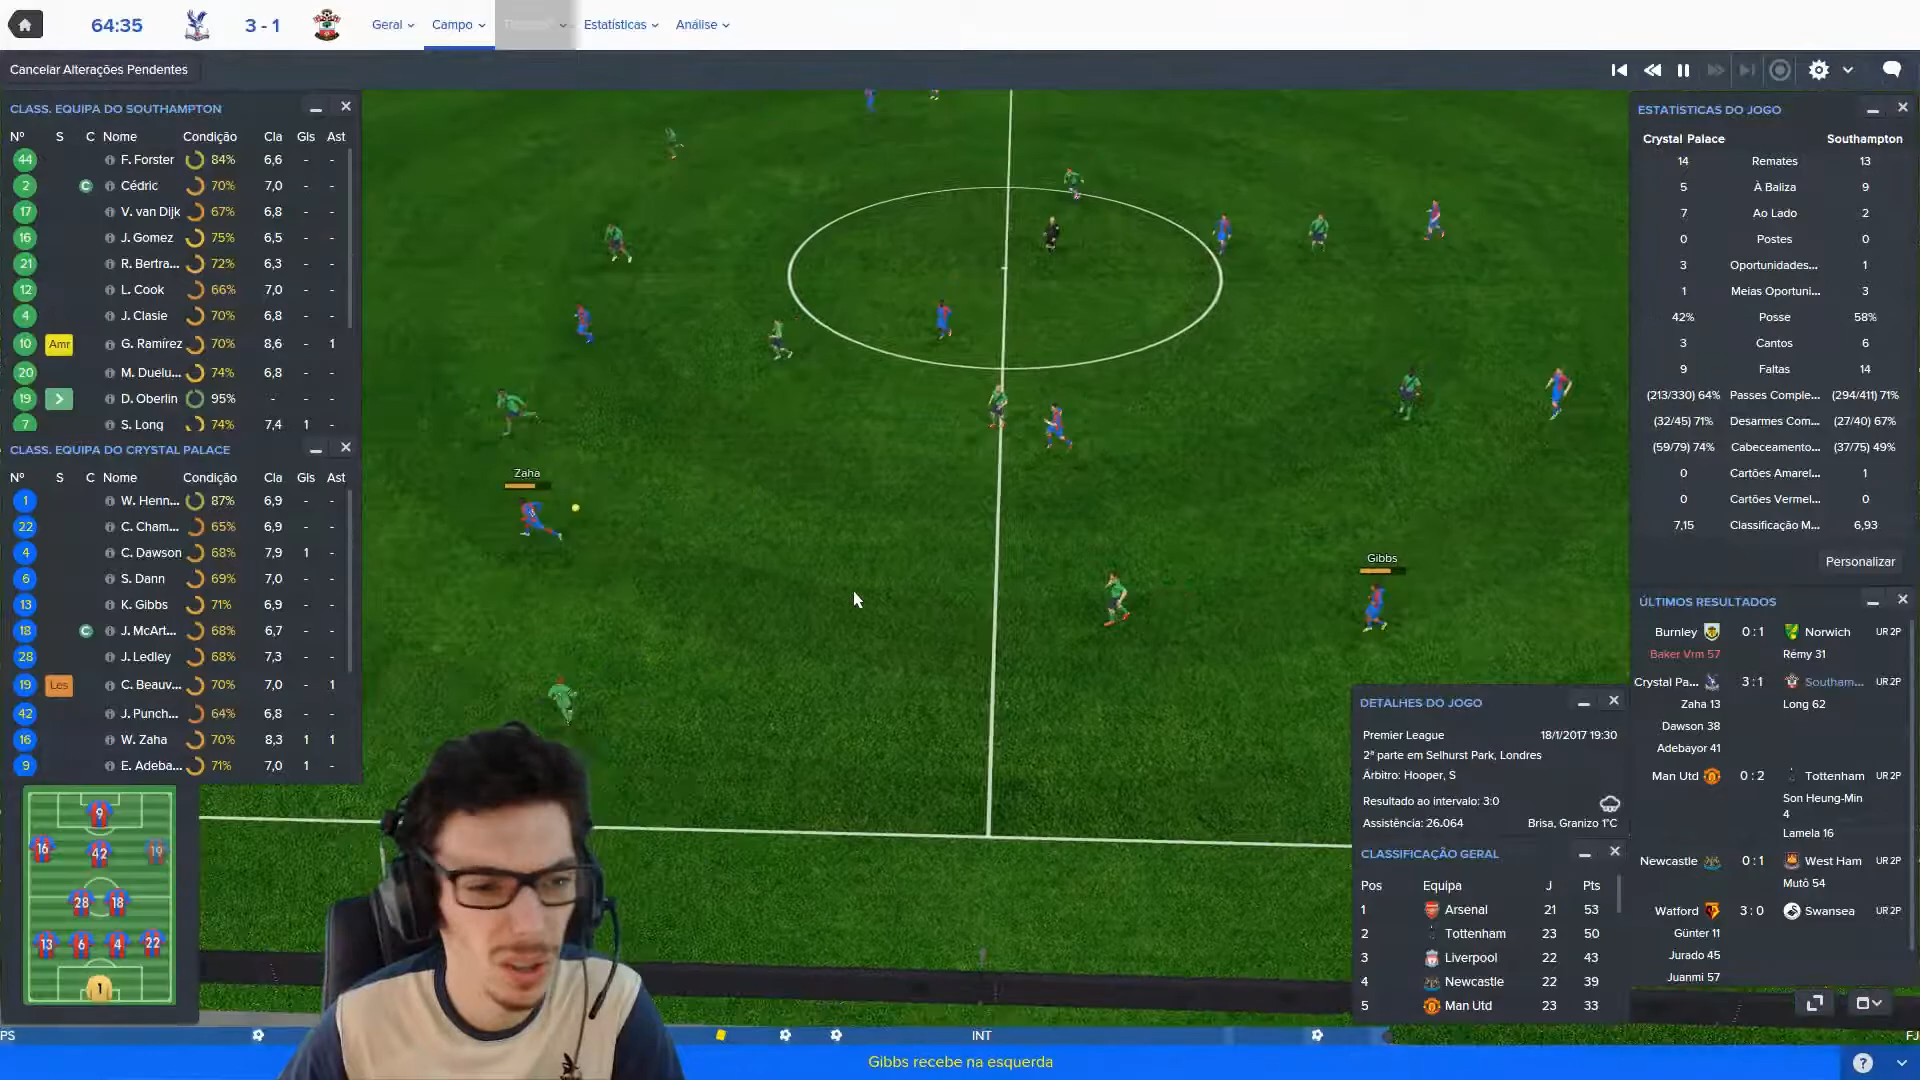 64:35
3 - 1
Geral
Campo
Estatísticas
Análise
Cancelar Alterações Pendentes
CLASS. EQUIPA DO SOUTHAMPTON
Nº S C Nome Condição Cla Gls Ast
44 F. Forster 84% 6,6 - -
2 C Cédric 70% 7,0 - -
17 V. van Dijk 67% 6,8 - -
16 J. Gomez 75% 6,5 - -
21 R. Bertra... 72% 6,3 - -
12 L. Cook 66% 7,0 - -
4 J. Clasie 70% 6,8 - -
10 Amr G. Ramírez 70% 8,6 - 1
20 M. Duelu... 74% 6,8 - -
19 D. Oberlin 95% - - -
7 S. Long 74% 7,4 1 -
CLASS. EQUIPA DO CRYSTAL PALACE
Nº S C Nome Condição Cla Gls Ast
1 W. Henn... 87% 6,9 - -
22 C. Cham... 65% 6,9 - -
4 C. Dawson 68% 7,9 1 -
6 S. Dann 69% 7,0 - -
13 K. Gibbs 71% 6,9 - -
18 C J. McArt... 68% 6,7 - -
28 J. Ledley 68% 7,3 - -
19 Les C. Beauv... 70% 7,0 - 1
42 J. Punch... 64% 6,8 - -
16 W. Zaha 70% 8,3 1 1
9 E. Adeba... 71% 7,0 1 -
9
16 42 19
28 18
13 6 4 22
1
Zaha
Gibbs
ESTATÍSTICAS DO JOGO
Crystal Palace Southampton
14 Remates 13
5 À Baliza 9
7 Ao Lado 2
0 Postes 0
3 Oportunidades... 1
1 Meias Oportuni... 3
42% Posse 58%
3 Cantos 6
9 Faltas 14
(213/330) 64% Passes Comple... (294/411) 71%
(32/45) 71% Desarmes Com... (27/40) 67%
(59/79) 74% Cabeceamento... (37/75) 49%
0 Cartões Amarel... 1
0 Cartões Vermel... 0
7,15 Classificação M... 6,93
Personalizar
ÚLTIMOS RESULTADOS
Burnley 0 : 1 Norwich UR 2P
Baker Vrm 57 Rémy 31
Crystal Pa... 3 : 1 Southam... UR 2P
Zaha 13 Long 62
Dawson 38
Adebayor 41
Man Utd 0 : 2 Tottenham UR 2P
Son Heung-Min
4
Lamela 16
Newcastle 0 : 1 West Ham UR 2P
Mutô 54
Watford 3 : 0 Swansea UR 2P
Günter 11
Jurado 45
Juanmi 57
DETALHES DO JOGO
Premier League 18/1/2017 19:30
2ª parte em Selhurst Park, Londres
Árbitro: Hooper, S
Resultado ao intervalo: 3:0
Assistência: 26.064 Brisa, Granizo 1°C
CLASSIFICAÇÃO GERAL
Pos Equipa J Pts
1 Arsenal 21 53
2 Tottenham 23 50
3 Liverpool 22 43
4 Newcastle 22 39
5 Man Utd 23 33
PS INT FJ
Gibbs recebe na esquerda
?